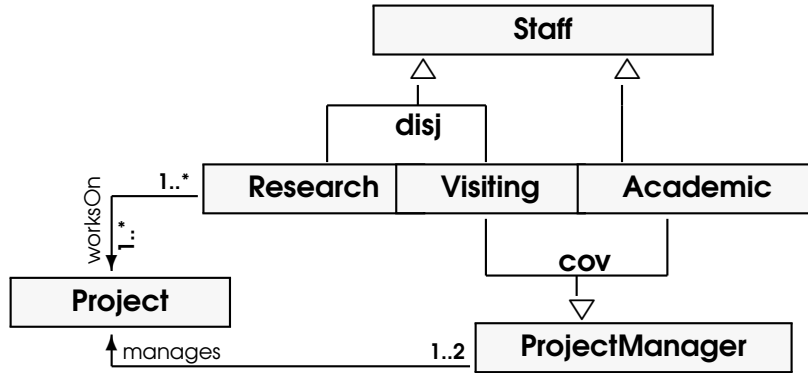 Staff
disj
1..*
Research
Visiting
Academic
worksOn
1..*
cov
Project
manages
1..2
ProjectManager